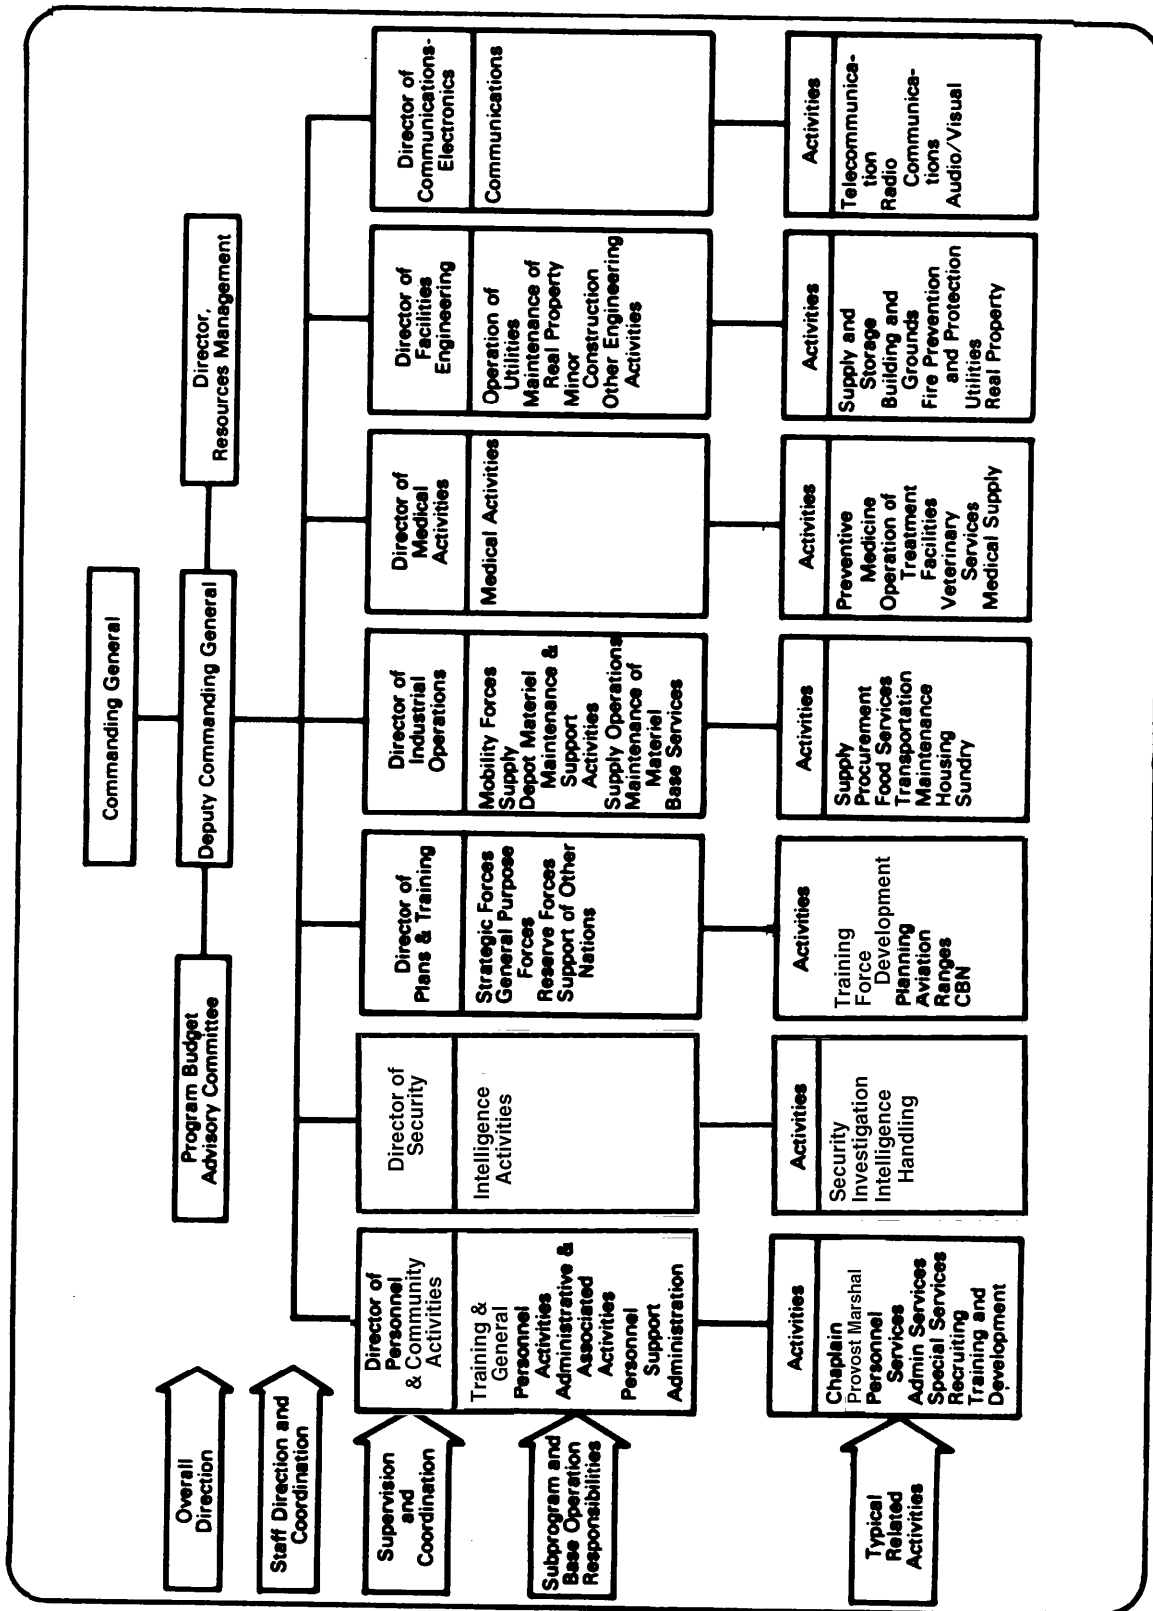 Commanding General
Program Budget
Advisory Committee
Deputy Commanding General
Director,
Resources Management
Overall
Direction
Staff Direction and
Coordination
Supervision
and
Coordination
Director of
Personnel
& Community
Activities
Director of
Security
Director of
Plans & Training
Director of
Industrial
Operations
Director of
Medical
Activities
Director of
Facilities
Engineering
Director of
Communications-
Electronics
Subprogram and
Base Operation
Responsibilities
Training &
General
Personnel
Activities
Administrative &
Associated
Activities
Personnel
Support
Administration
Intelligence
Activities
Strategic Forces
General Purpose
Forces
Reserve Forces
Support of Other
Nations
Mobility Forces
Supply
Depot Materiel
Maintenance &
Support
Activities
Supply Operations
Maintenance of
Materiel
Base Services
Medical Activities
Operation of
Utilities
Maintenance of
Real Property
Minor
Construction
Other Engineering
Activities
Communications
Typical
Related
Activities
Activities
Chaplain
Provost Marshal
Personnel
Services
Admin Services
Special Services
Recruiting
Training and
Development
Activities
Security
Investigation
Intelligence
Handling
Activities
Training
Force
Development
Planning
Aviation
Ranges
CBN
Activities
Supply
Procurement
Food Services
Transportation
Maintenance
Housing
Sundry
Activities
Preventive
Medicine
Operation of
Treatment
Facilities
Veterinary
Services
Medical Supply
Activities
Supply and
Storage
Building and
Grounds
Fire Prevention
and Protection
Utilities
Real Property
Activities
Telecommunica-
tion
Radio
Communica-
tions
Audio/Visual